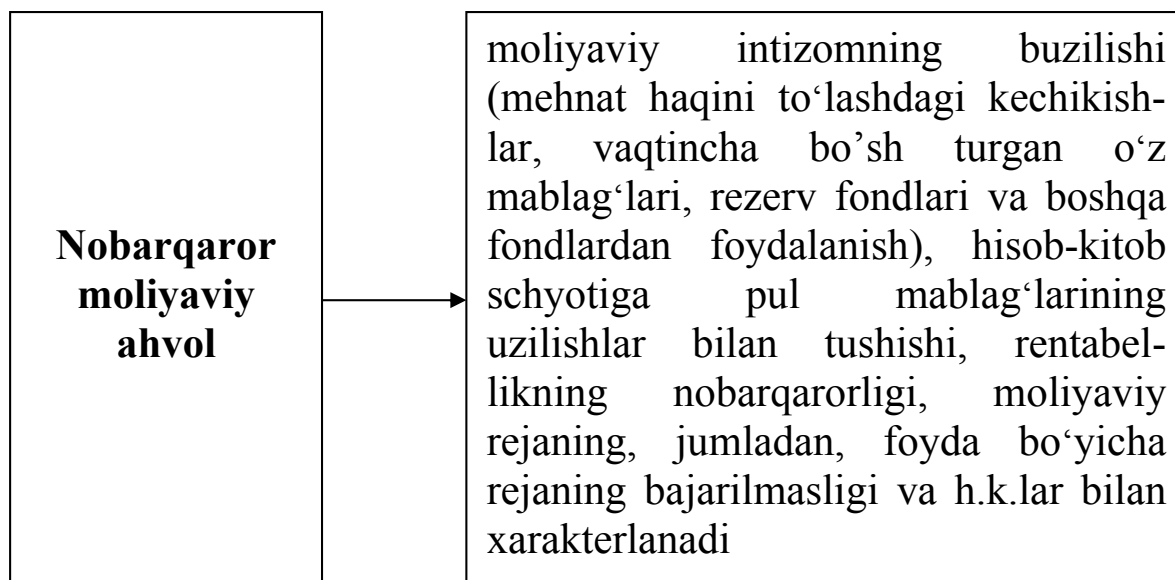 Nobarqaror
moliyaviy
ahvol
moliyaviy intizomning buzilishi
(mehnat haqini to‘lashdagi kechikish-
lar, vaqtincha bo’sh turgan o‘z
mablag‘lari, rezerv fondlari va boshqa
fondlardan foydalanish), hisob-kitob
schyotiga pul mablag‘larining
uzilishlar bilan tushishi, rentabel-
likning nobarqarorligi, moliyaviy
rejaning, jumladan, foyda bo‘yicha
rejaning bajarilmasligi va h.k.lar bilan
xarakterlanadi